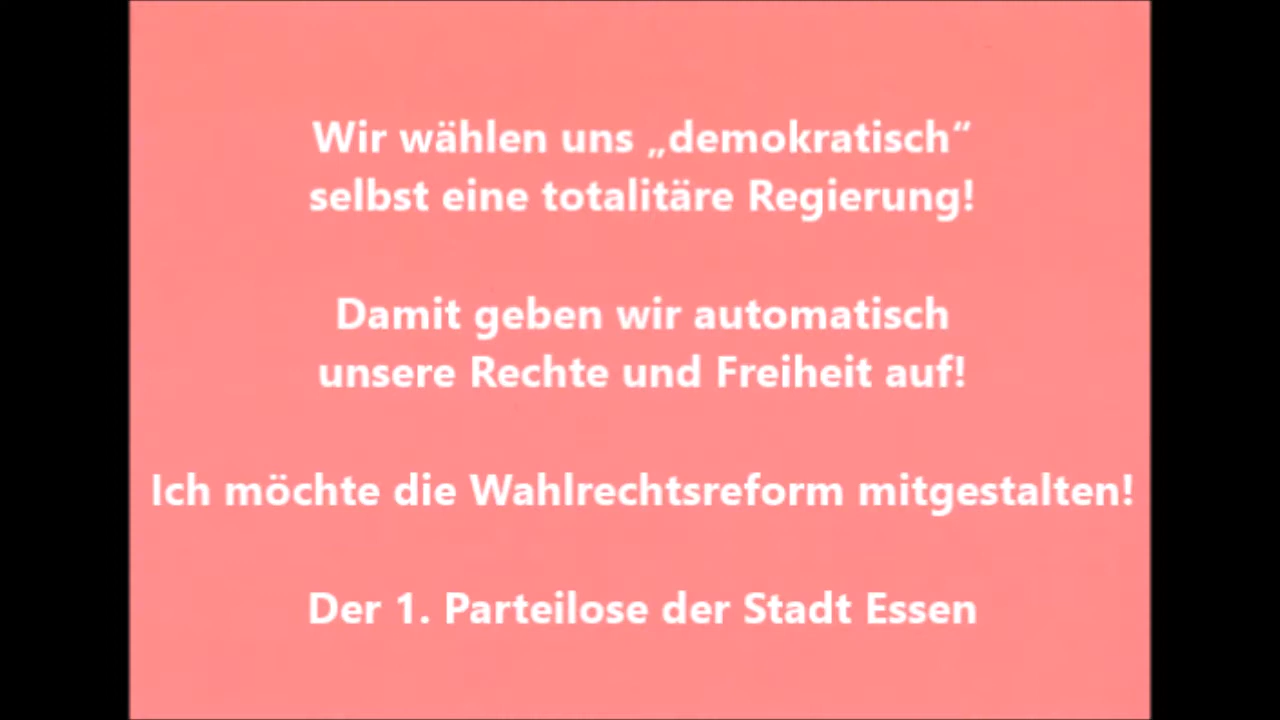 Wir wählen uns „demokratisch“
selbst eine totalitäre Regierung!
Damit geben wir automatisch
unsere Rechte und Freiheit auf!
Ich möchte die Wahlrechtsreform mitgestalten!
Der 1. Parteilose der Stadt Essen